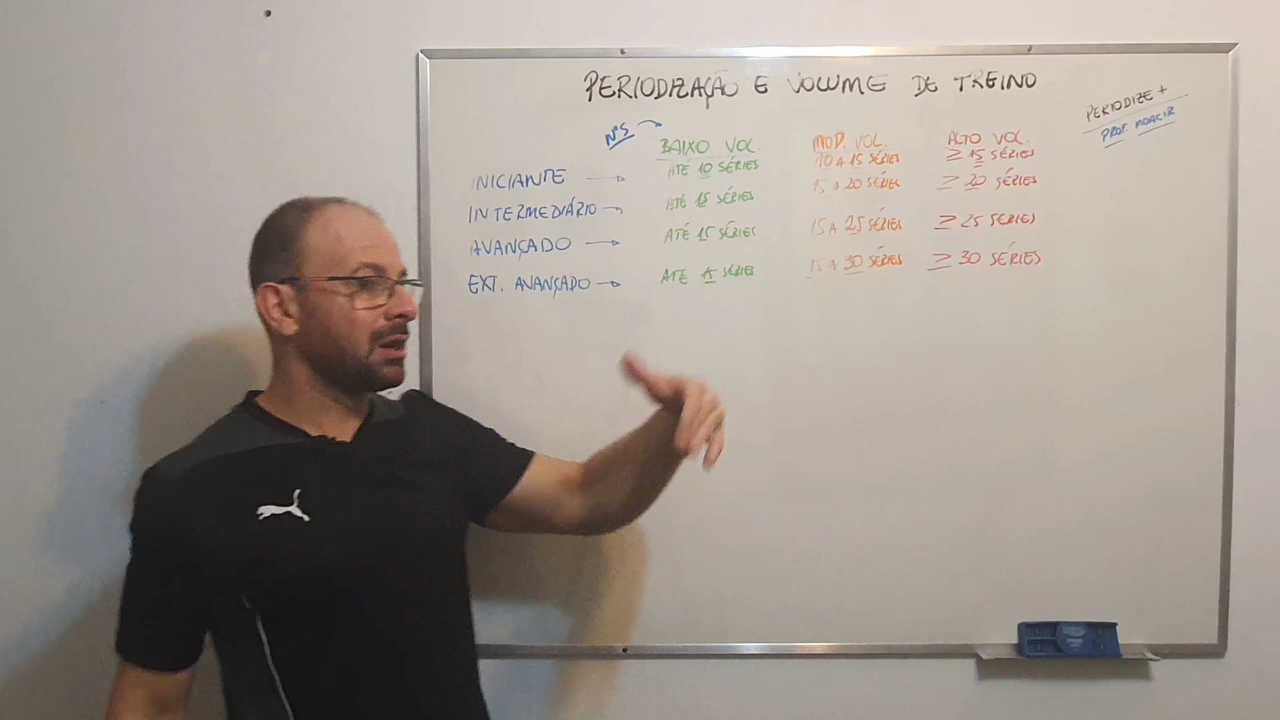 PERIODIZAÇÃO E VOLUME DE TREINO
PERIODIZE +
PROF. MOACIR
NºS
BAIXO VOL. MOD. VOL. ALTO VOL.
INICIANTE ATÉ 10 SÉRIES 10 A 15 SÉRIES ≥ 15 SÉRIES
INTERMEDIÁRIO ATÉ 15 SÉRIES 15 A 20 SÉRIES ≥ 20 SÉRIES
AVANÇADO ATÉ 15 SÉRIES 15 A 25 SÉRIES ≥ 25 SÉRIES
EXT. AVANÇADO ATÉ 15 SÉRIES 15 A 30 SÉRIES ≥ 30 SÉRIES